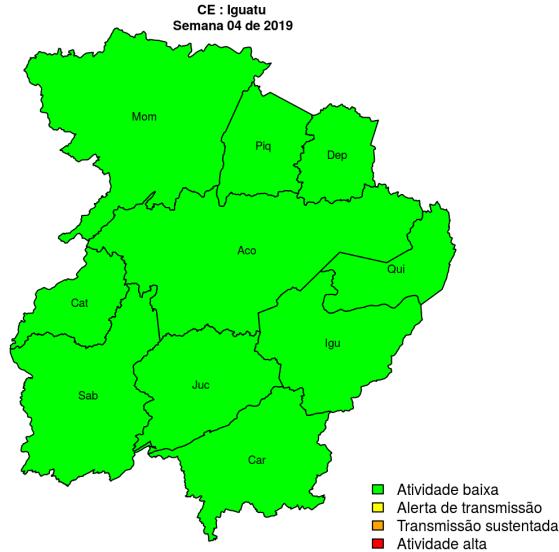 CE : Iguatu
Semana 04 de 2019
Mom
Piq
Dep
Aco
Qui
Cat
Igu
Sab
Juc
Car
Atividade baixa
Alerta de transmissão
Transmissão sustentada
Atividade alta